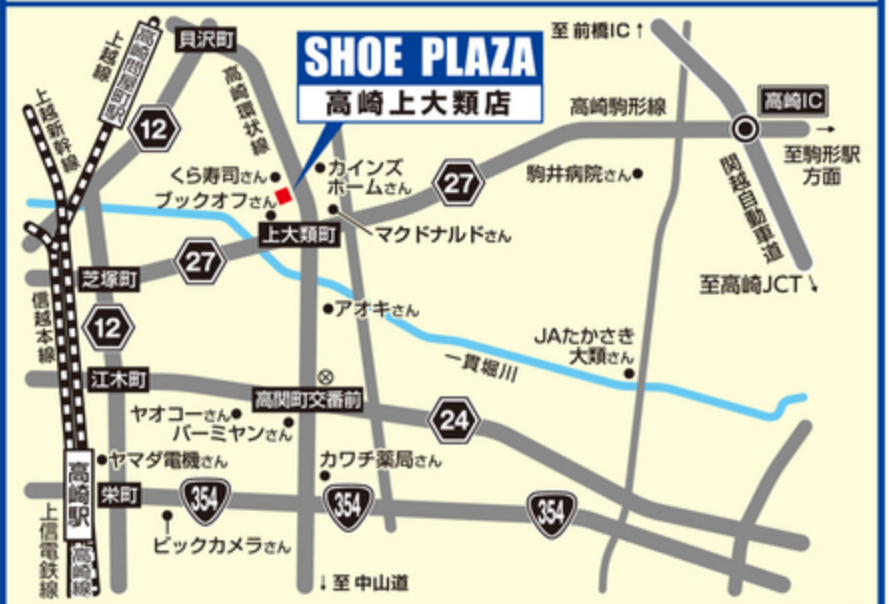 至 前橋IC↑
貝沢町
上越線
高崎問屋町駅
高崎環状線
SHOE PLAZA
高崎上大類店
高崎駒形線
高崎IC
→
至駒形駅
方面
上越新幹線
12
くら寿司さん
ブックオフさん
カインズ
ホームさん
27
駒井病院さん
関越自動車道
上大類町
マクドナルドさん
27
芝塚町
至高崎JCT↘
信越本線
12
アオキさん
JAたかさき
大類さん
一貫堀川
江木町
高関町交番前
24
ヤオコーさん
バーミヤンさん
ヤマダ電機さん
カワチ薬局さん
高崎駅
栄町
354
354
354
上信電鉄線
高崎線
ビックカメラさん
↓至 中山道